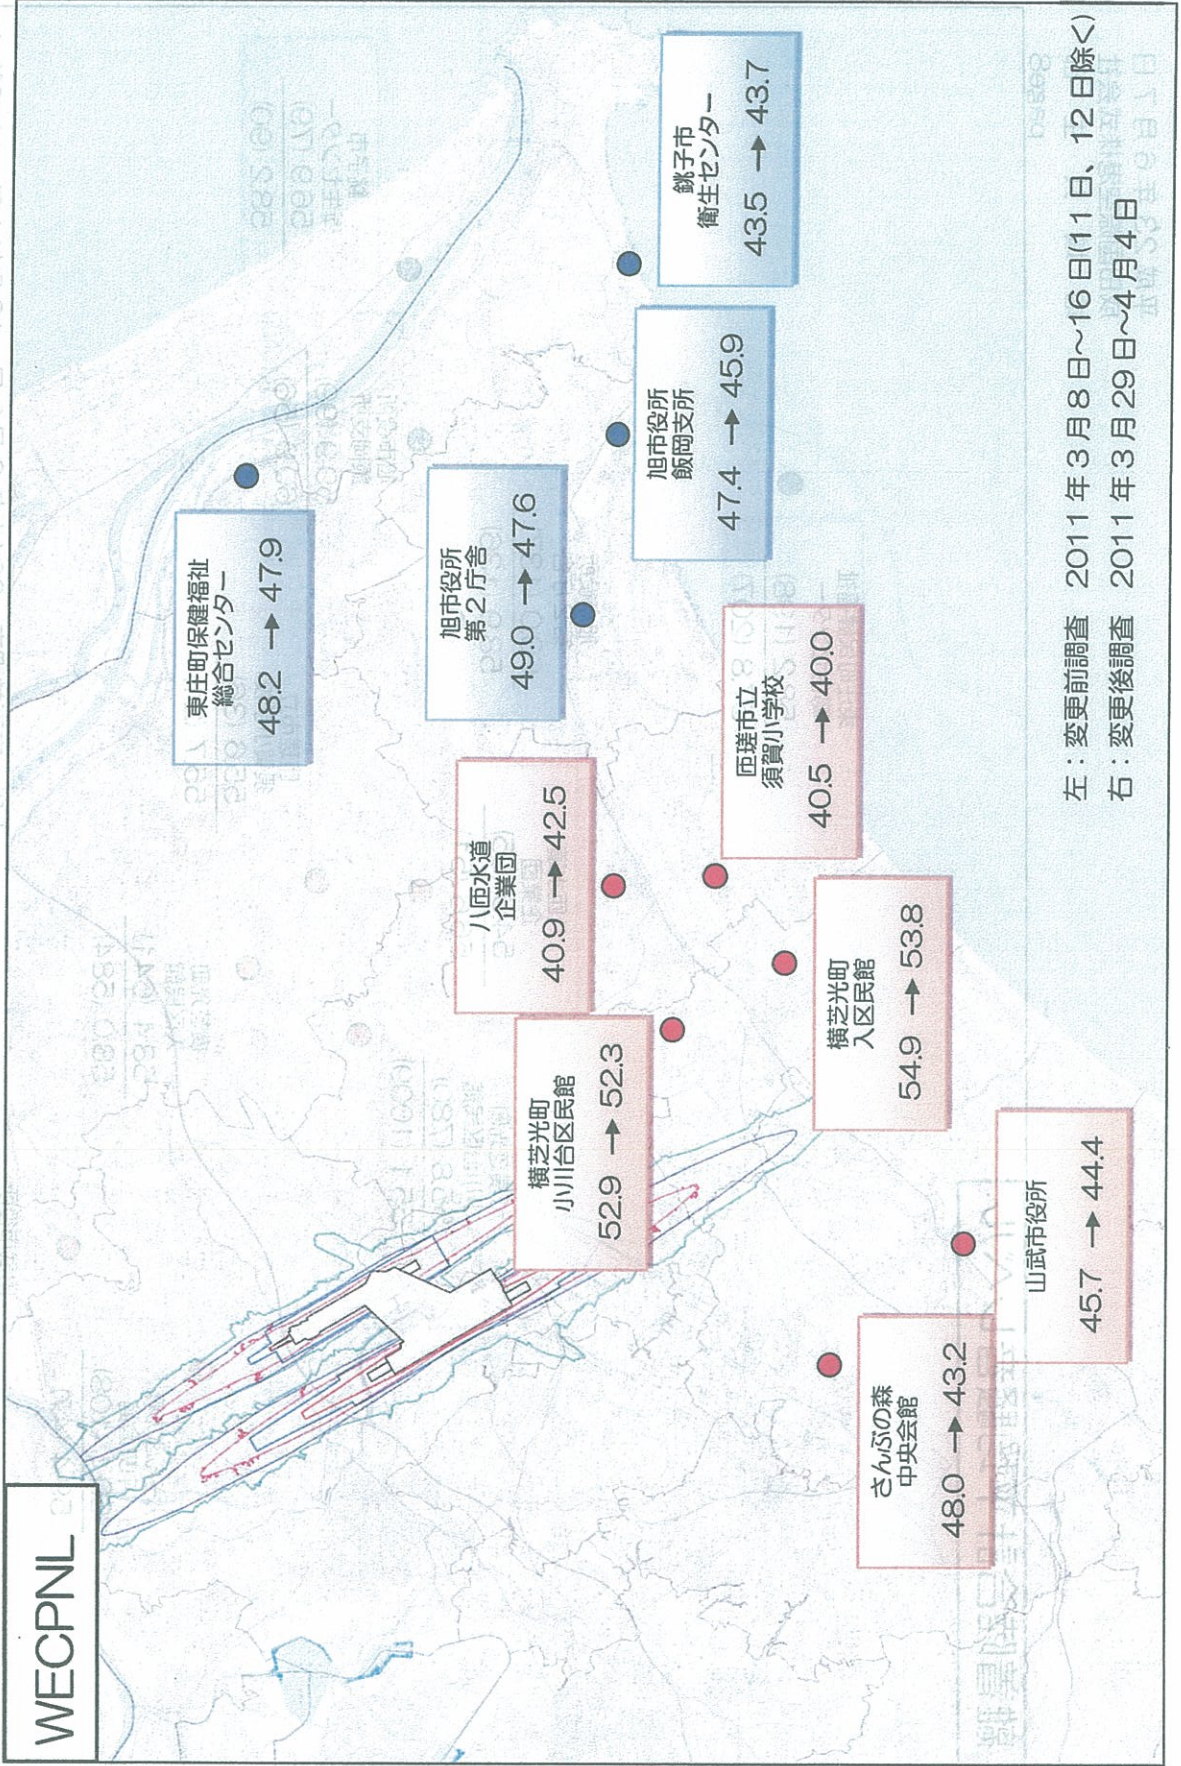 WECPNL
東庄町保健福祉
総合センター
48.2 → 47.9
旭市役所
第２庁舎
49.0 → 47.6
旭市役所
飯岡支所
47.4 → 45.9
銚子市
衛生センター
43.5 → 43.7
八匝水道
企業団
40.9 → 42.5
匝瑳市立
須賀小学校
40.5 → 40.0
横芝光町
小川台区民館
52.9 → 52.3
横芝光町
入区民館
54.9 → 53.8
さんぶの森
中央会館
48.0 → 43.2
山武市役所
45.7 → 44.4
左：変更前調査 2011年3月8日～16日(11日、12日除く)
右：変更後調査 2011年3月29日～4月4日